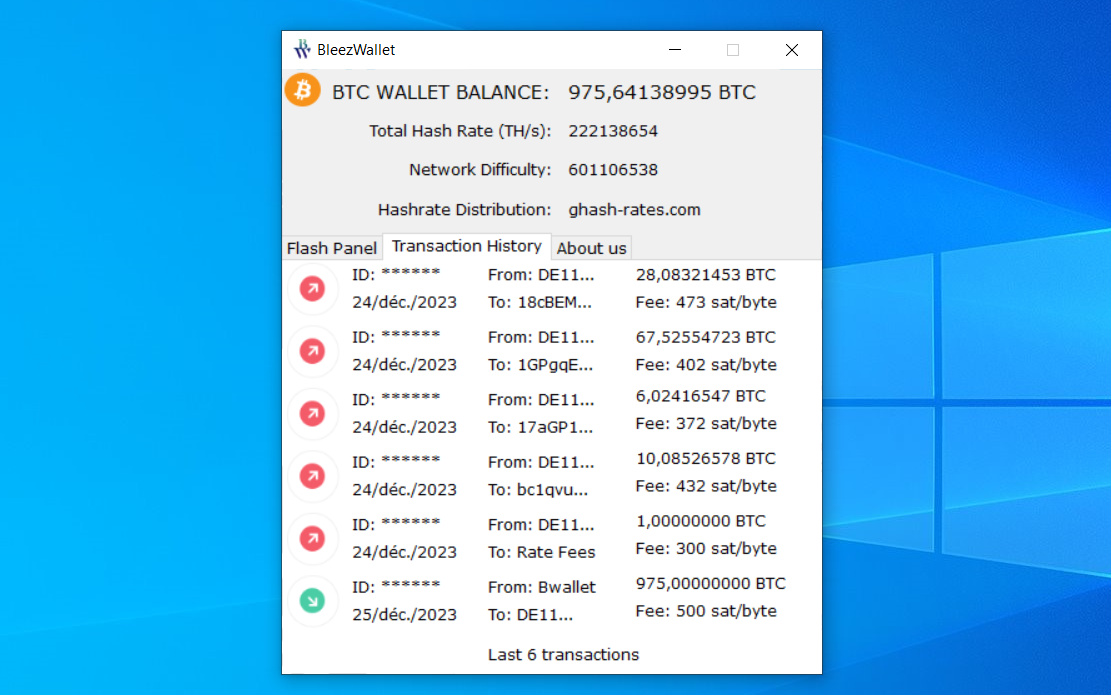 BleezWallet
BTC WALLET BALANCE: 975,64138995 BTC
Total Hash Rate (TH/s): 222138654
Network Difficulty: 601106538
Hashrate Distribution: ghash-rates.com
Flash Panel Transaction History About us
ID: ****** From: DE11... 28,08321453 BTC
24/déc./2023 To: 18cBEM... Fee: 473 sat/byte
ID: ****** From: DE11... 67,52554723 BTC
24/déc./2023 To: 1GPgqE... Fee: 402 sat/byte
ID: ****** From: DE11... 6,02416547 BTC
24/déc./2023 To: 17aGP1... Fee: 372 sat/byte
ID: ****** From: DE11... 10,08526578 BTC
24/déc./2023 To: bc1qvu... Fee: 432 sat/byte
ID: ****** From: DE11... 1,00000000 BTC
24/déc./2023 To: Rate Fees Fee: 300 sat/byte
ID: ****** From: Bwallet 975,00000000 BTC
25/déc./2023 To: DE11... Fee: 500 sat/byte
Last 6 transactions